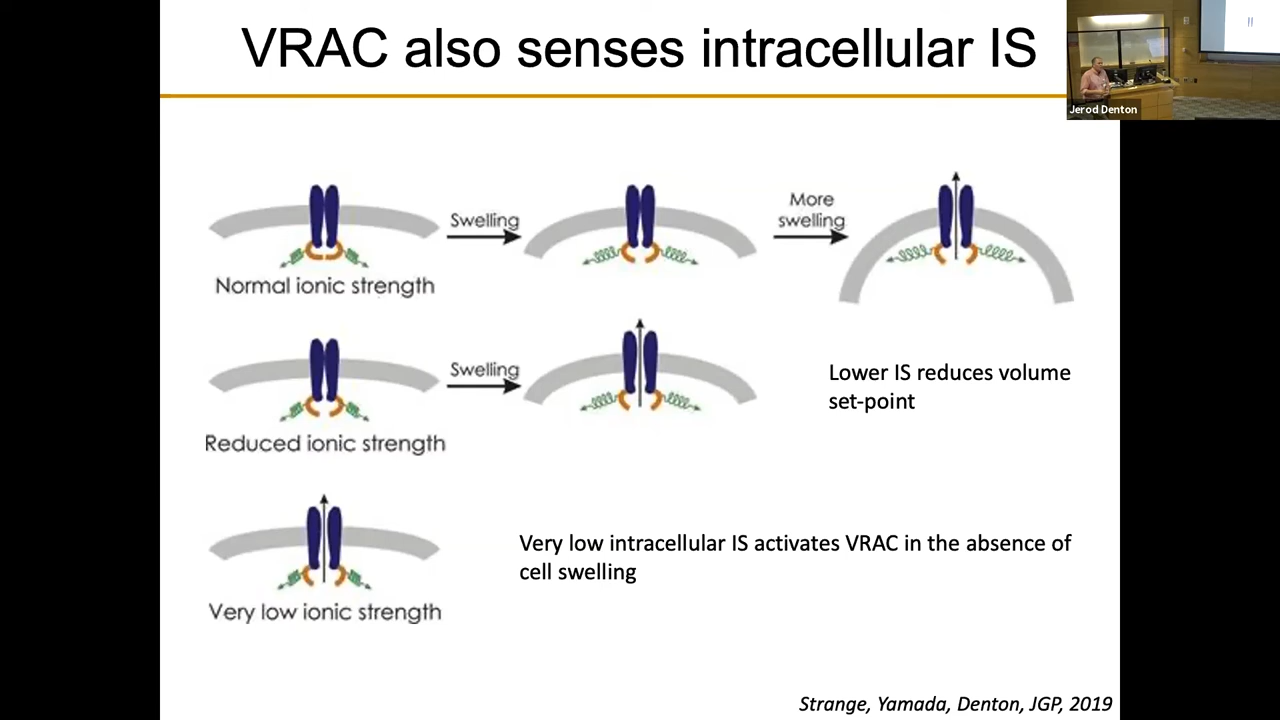 VRAC also senses intracellular IS
Jerod Denton
Swelling
More
swelling
Normal ionic strength
Swelling
Lower IS reduces volume
set-point
Reduced ionic strength
Very low intracellular IS activates VRAC in the absence of
cell swelling
Very low ionic strength
Strange, Yamada, Denton, JGP, 2019